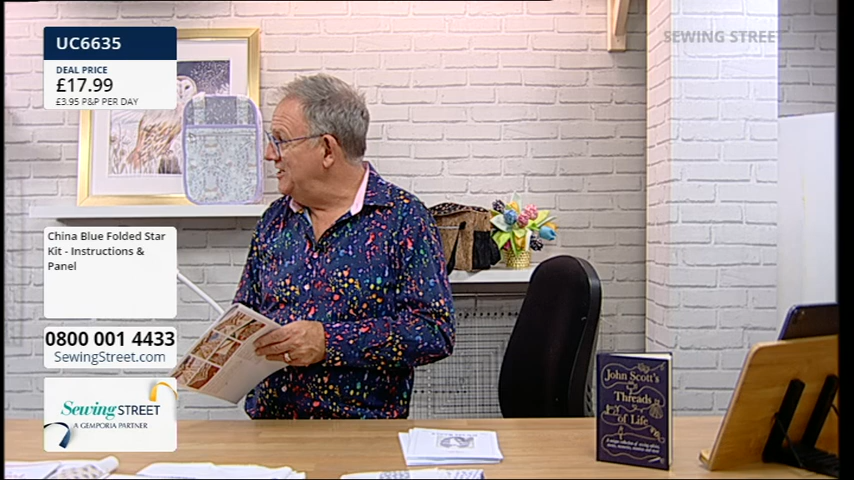 UC6635
SEWING STREET
DEAL PRICE
£17.99
£3.95 P&P PER DAY
China Blue Folded Star
Kit - Instructions &
Panel
0800 001 4433
SewingStreet.com
Sewing STREET
A GEMPORIA PARTNER
John Scott's
Threads
of Life